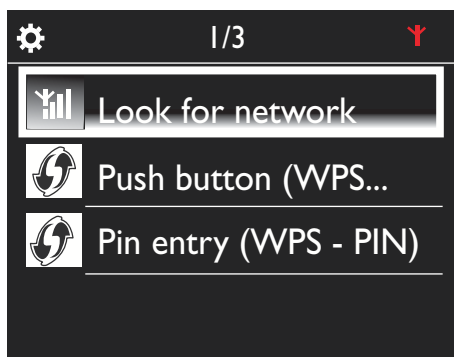 1/3
Look for network
Push button (WPS...
Pin entry (WPS - PIN)